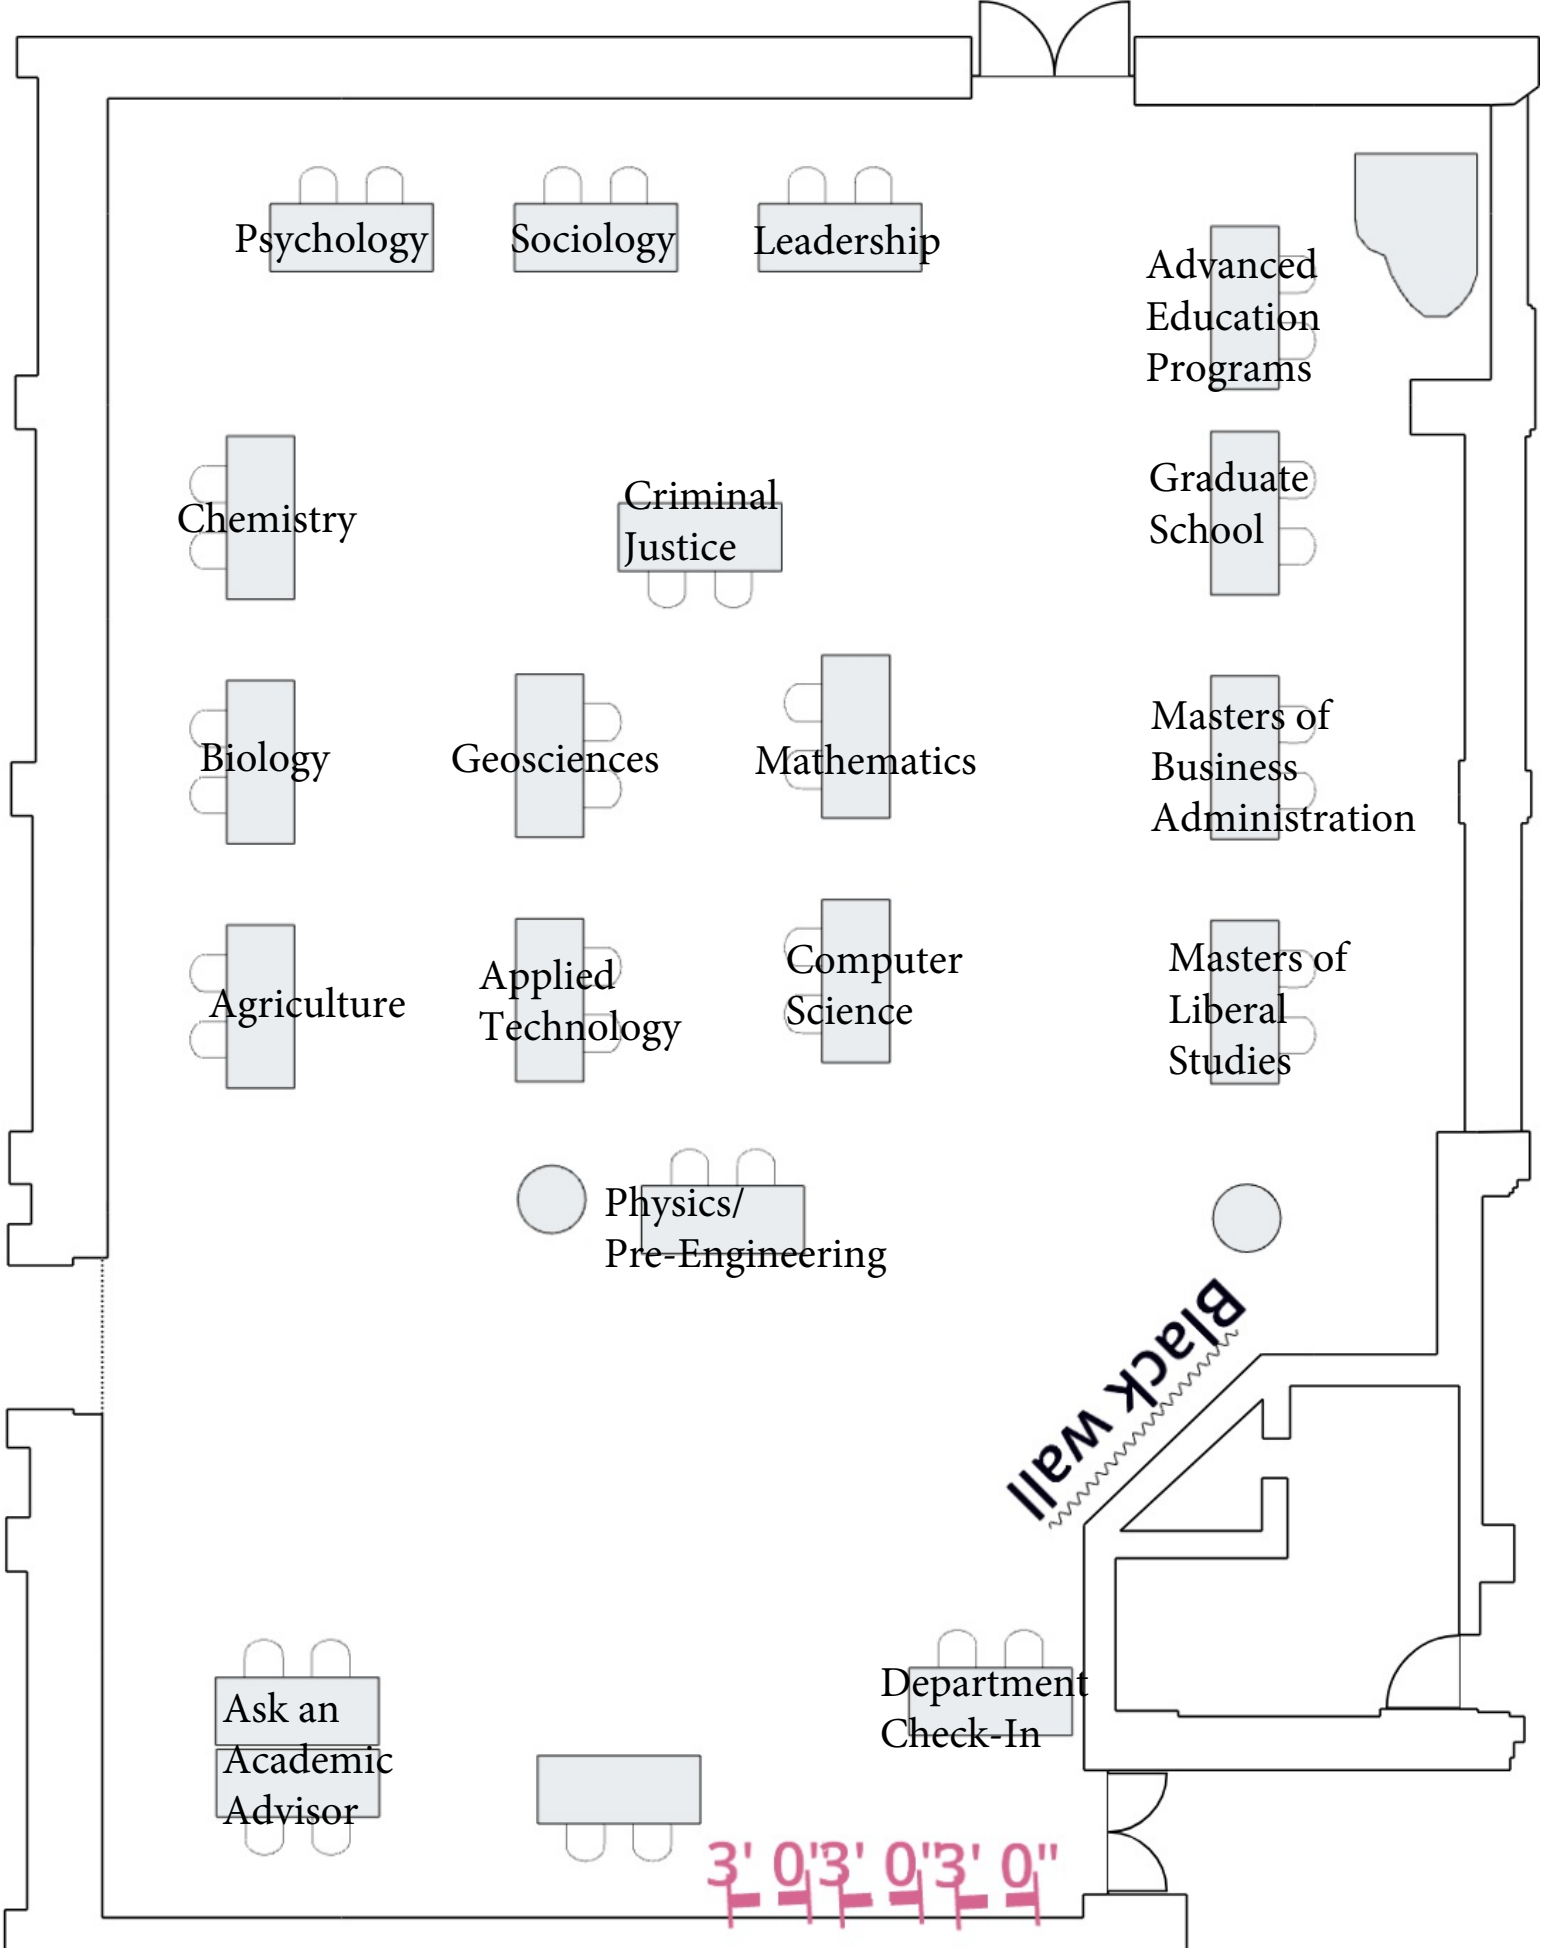 Psychology
Sociology
Leadership
Advanced
Education
Programs
Chemistry
Criminal
Justice
Graduate
School
Biology
Geosciences
Mathematics
Masters of
Business
Administration
Agriculture
Applied
Technology
Computer
Science
Masters of
Liberal
Studies
Physics/
Pre-Engineering
Black wall
Ask an
Academic
Advisor
Department
Check-In
3' 0" 3' 0" 3' 0"